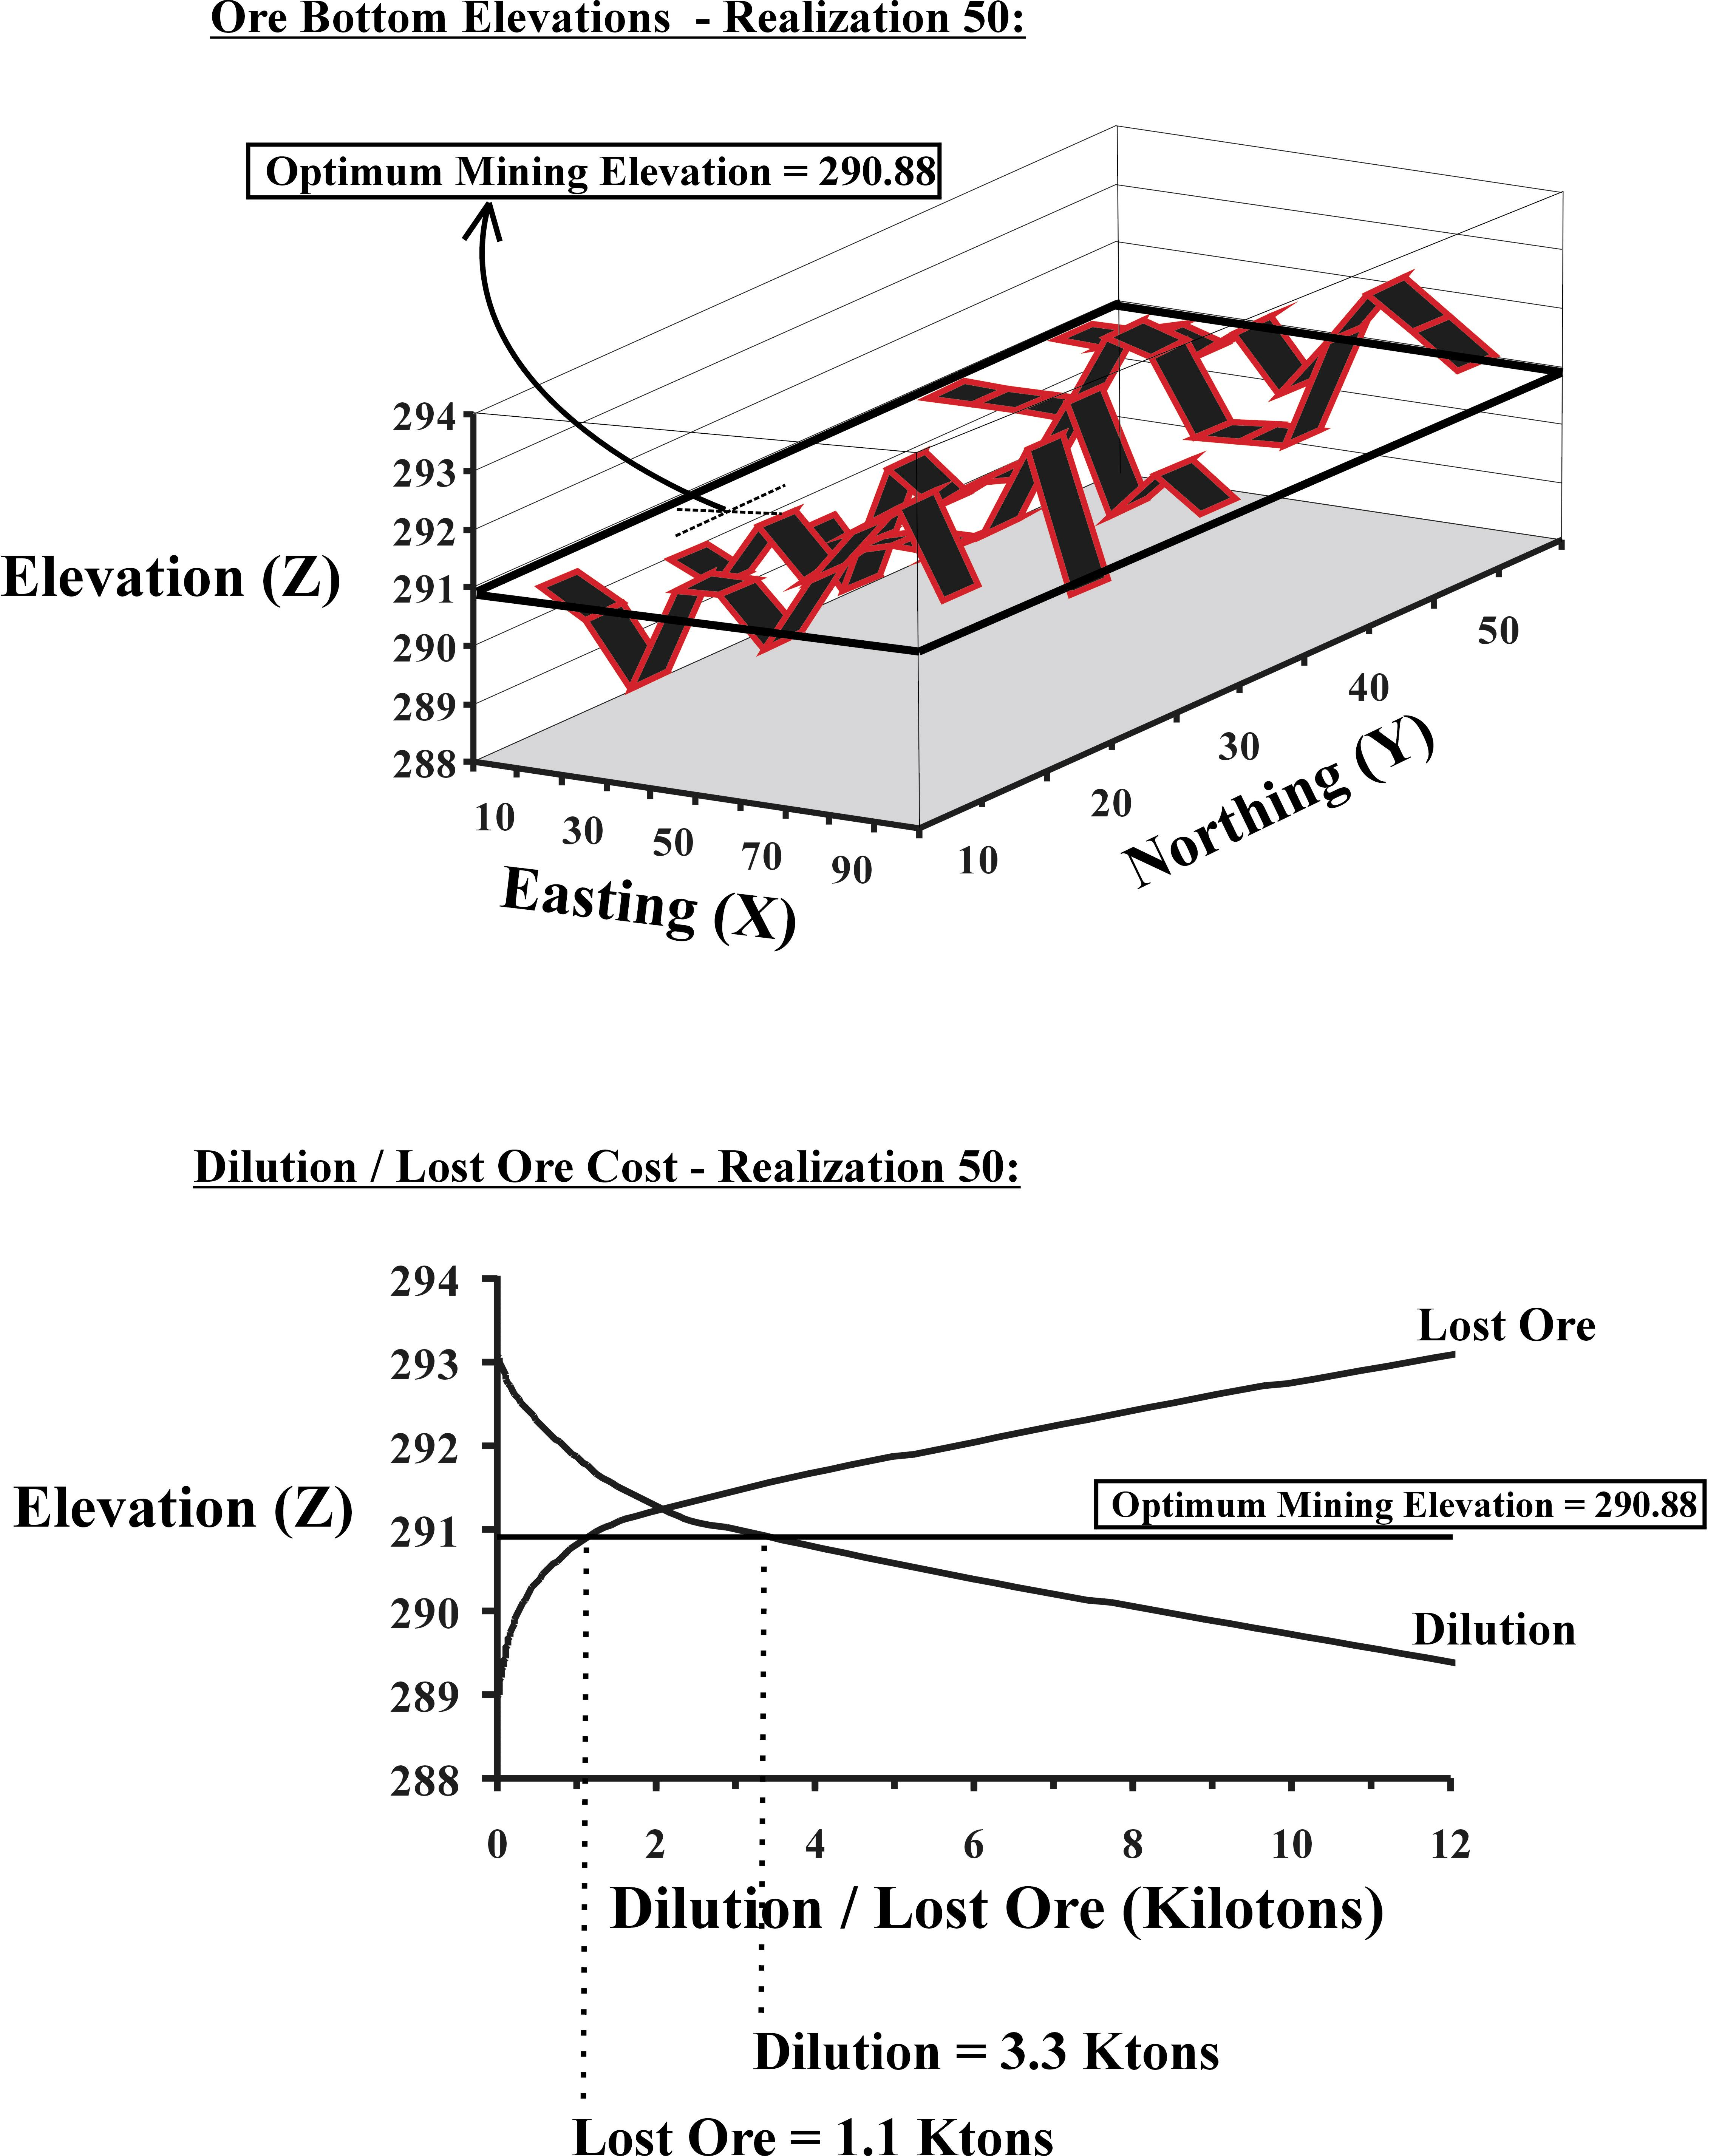 Ore Bottom Elevations - Realization 50:
Optimum Mining Elevation = 290.88
294
293
292
291
290
289
288
Elevation (Z)
10
30
50
70
90
Easting (X)
10
20
30
40
50
Northing (Y)
Dilution / Lost Ore Cost - Realization 50:
294
293
292
291
290
289
288
Elevation (Z)
Lost Ore
Optimum Mining Elevation = 290.88
Dilution
0
2
4
6
8
10
12
Dilution / Lost Ore (Kilotons)
Dilution = 3.3 Ktons
Lost Ore = 1.1 Ktons